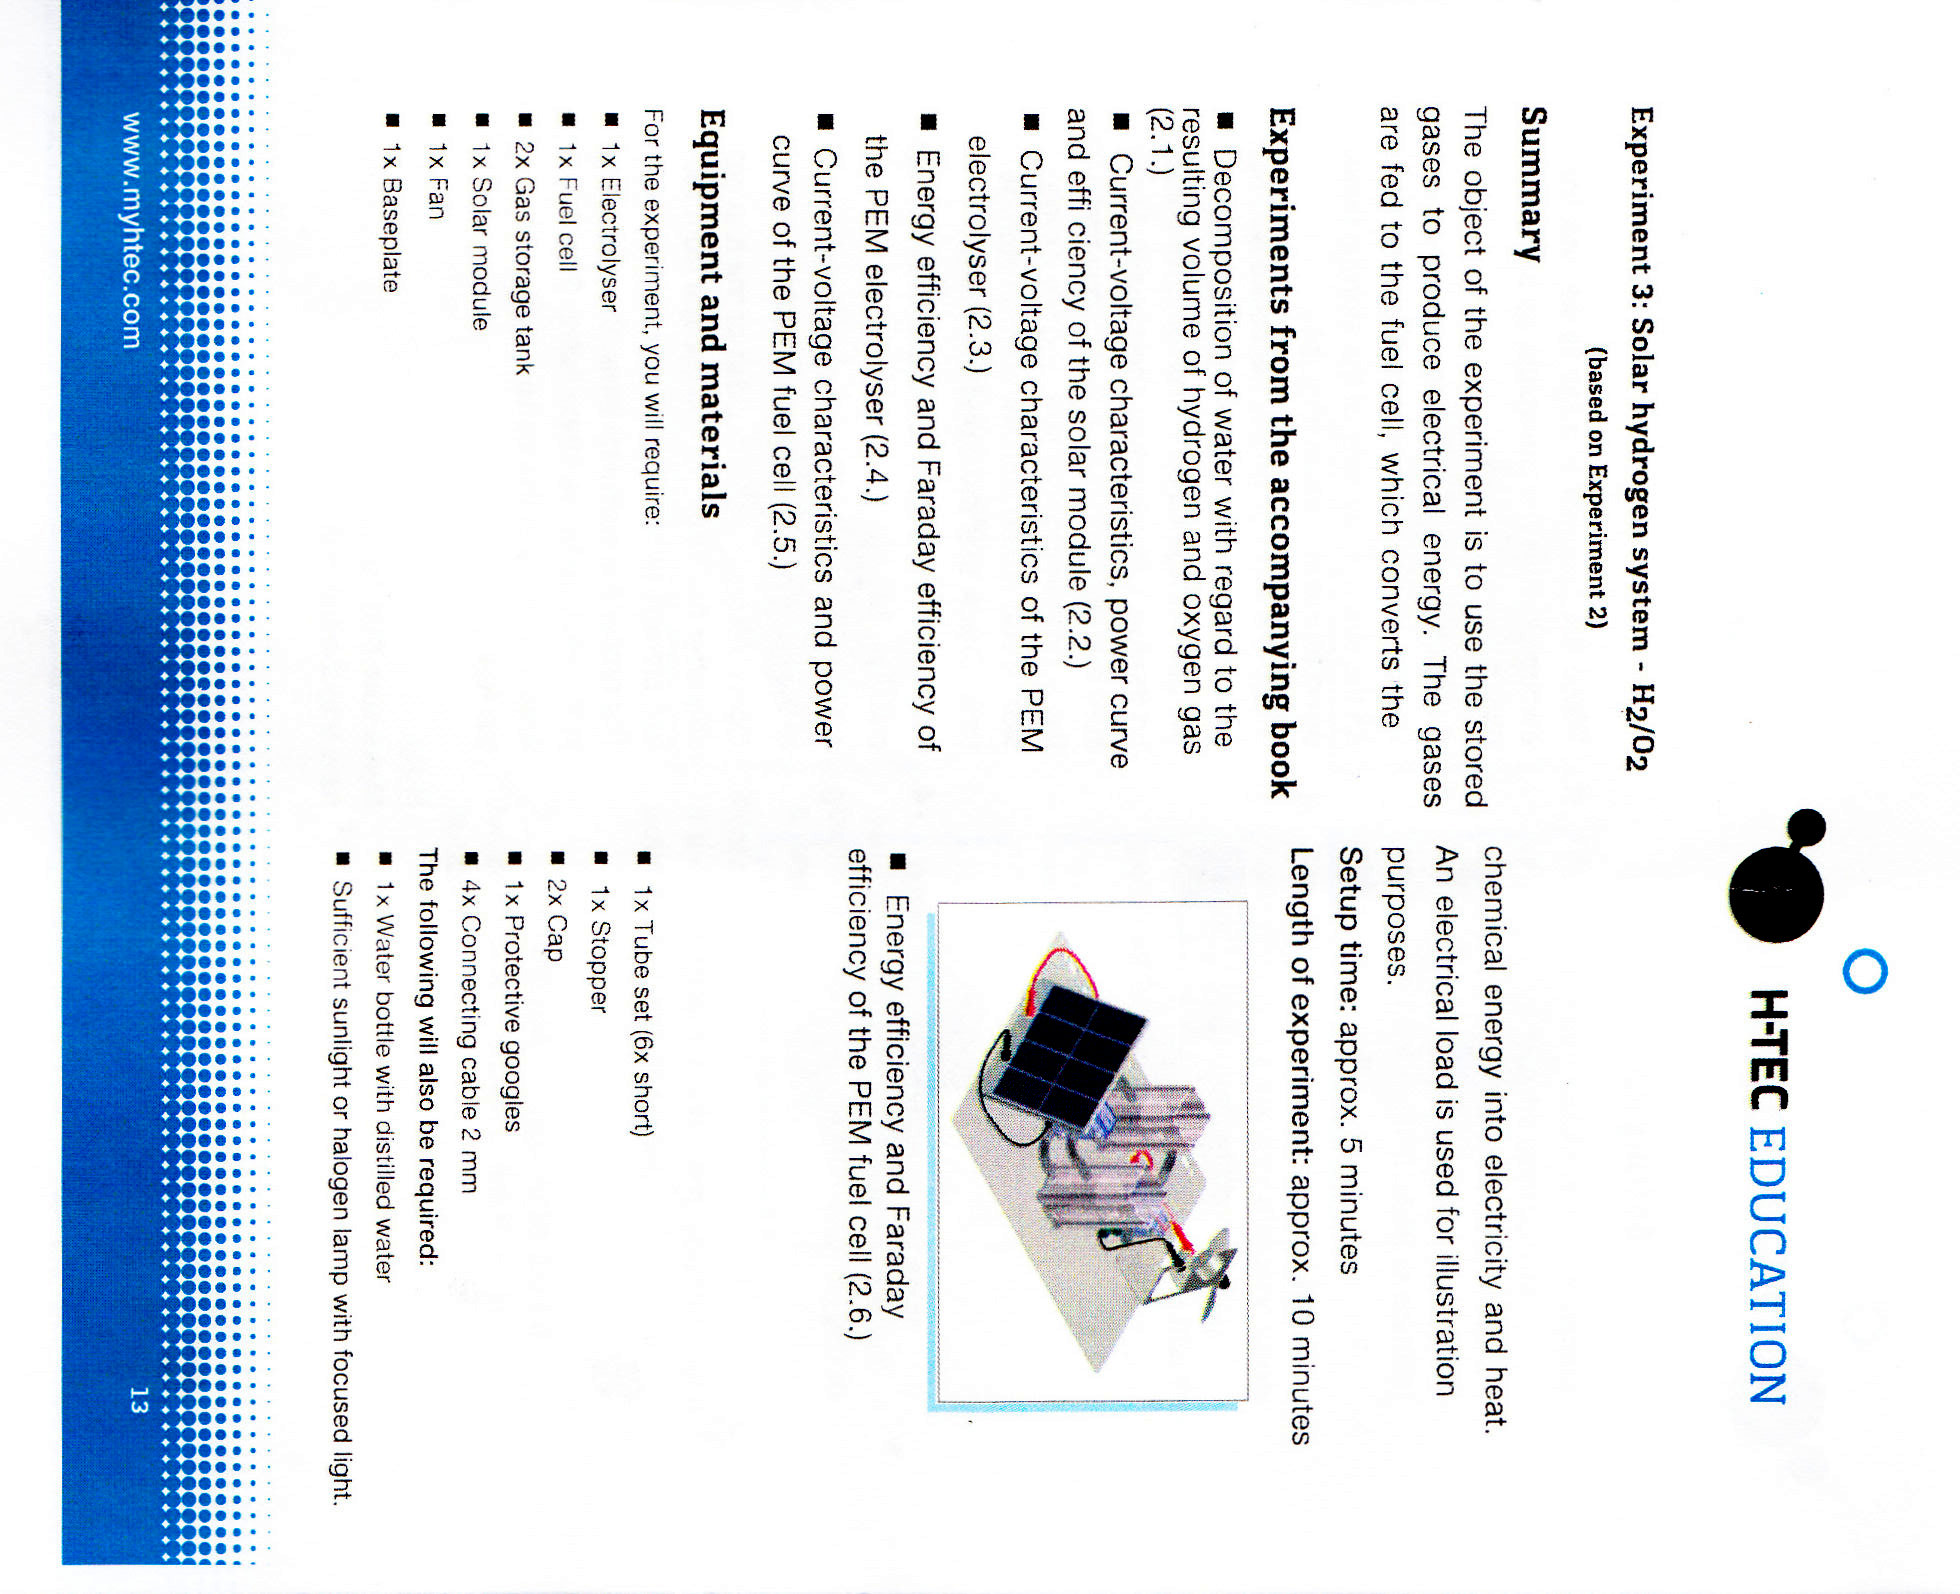 H-TEC EDUCATION
Experiment 3: Solar hydrogen system - H2/O2
(based on Experiment 2)
Summary
The object of the experiment is to use the stored
gases to produce electrical energy. The gases
are fed to the fuel cell, which converts the
chemical energy into electricity and heat.
An electrical load is used for illustration
purposes.
Setup time: approx. 5 minutes
Length of experiment: approx. 10 minutes
Experiments from the accompanying book
■ Decomposition of water with regard to the
resulting volume of hydrogen and oxygen gas
(2.1.)
■ Current-voltage characteristics, power curve
and effi ciency of the solar module (2.2.)
■ Current-voltage characteristics of the PEM
electrolyser (2.3.)
■ Energy efficiency and Faraday efficiency of
the PEM electrolyser (2.4.)
■ Current-voltage characteristics and power
curve of the PEM fuel cell (2.5.)
■ Energy efficiency and Faraday
efficiency of the PEM fuel cell (2.6.)
Equipment and materials
For the experiment, you will require:
■ 1x Electrolyser
■ 1x Fuel cell
■ 2x Gas storage tank
■ 1x Solar module
■ 1x Fan
■ 1x Baseplate
■ 1x Tube set (6x short)
■ 1x Stopper
■ 2x Cap
■ 1x Protective googles
■ 4x Connecting cable 2 mm
The following will also be required:
■ 1x Water bottle with distilled water
■ Sufficient sunlight or halogen lamp with focused light.
www.myhtec.com
13